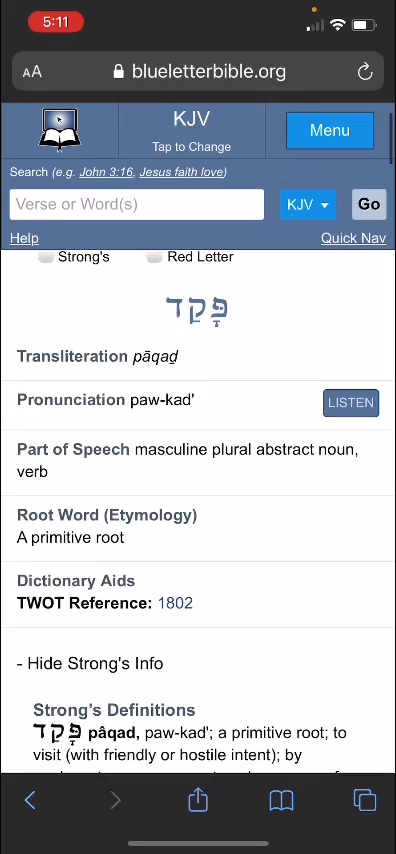 5:11
AA blueletterbible.org
KJV
Tap to Change
Menu
Search (e.g. John 3:16, Jesus faith love)
Verse or Word(s)
KJV
Go
Help
Quick Nav
Strong's Red Letter
פָּקַד
Transliteration pāqaḏ
Pronunciation paw-kad'
LISTEN
Part of Speech masculine plural abstract noun,
verb
Root Word (Etymology)
A primitive root
Dictionary Aids
TWOT Reference: 1802
- Hide Strong's Info
Strong’s Definitions
פָּקַד pâqad, paw-kad'; a primitive root; to
visit (with friendly or hostile intent); by